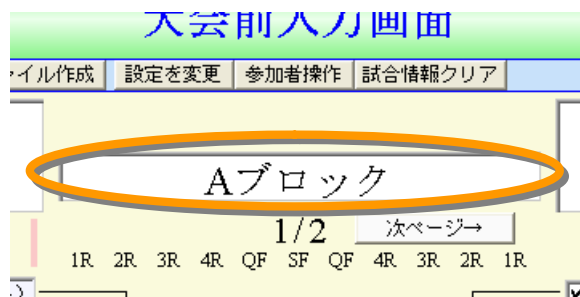 大会前入力画面
イル作成 設定を変更 参加者操作 試合情報クリア
Aブロック
1/2 次ページ→
1R 2R 3R 4R QF SF QF 4R 3R 2R 1R